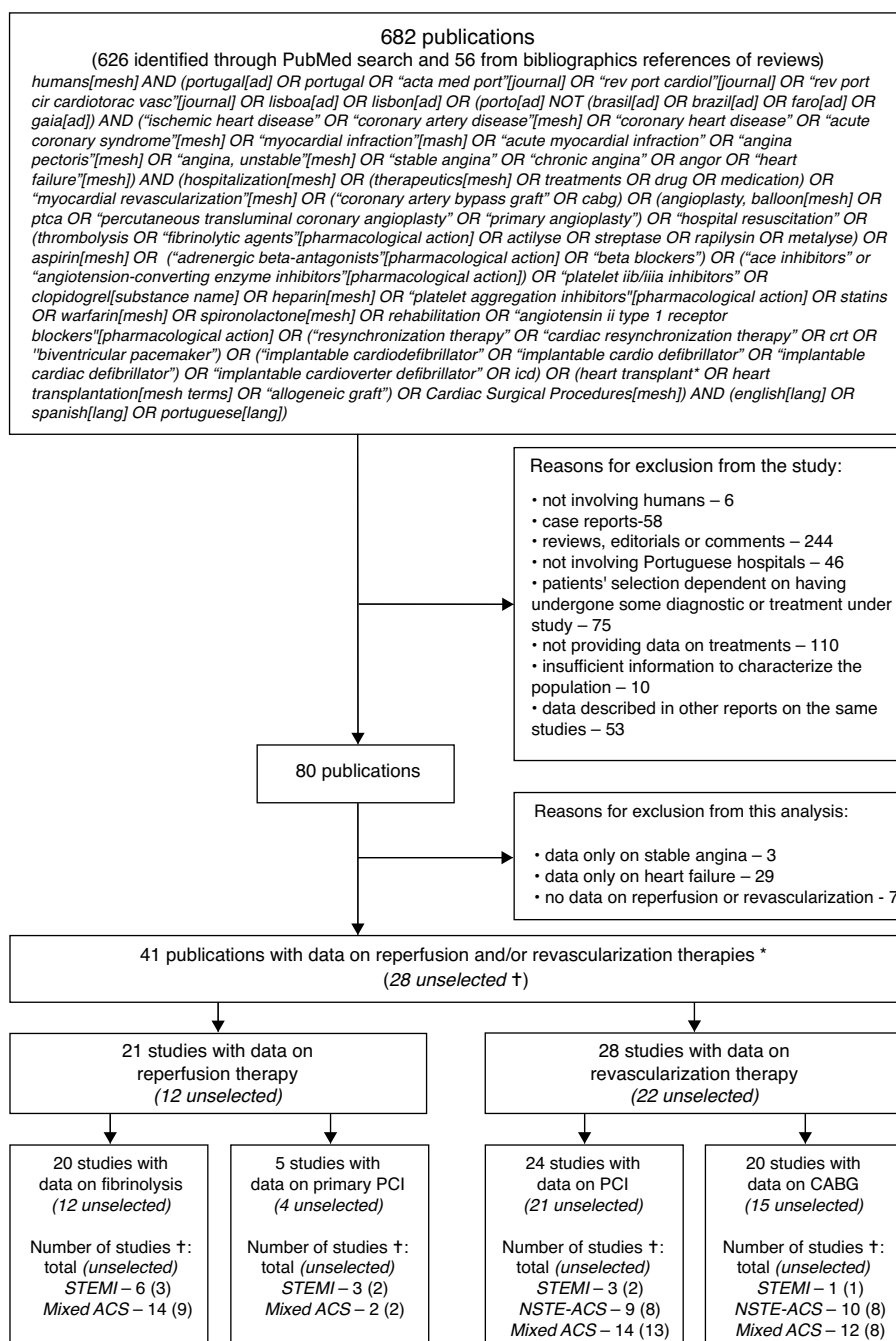 682 publications
(626 identified through PubMed search and 56 from bibliographics references of reviews)
humans[mesh] AND (portugal[ad] OR portugal OR “acta med port”[journal] OR “rev port cardiol”[journal] OR “rev port
cir cardiotorac vasc”[journal] OR lisboa[ad] OR lisbon[ad] OR (porto[ad] NOT (brasil[ad] OR brazil[ad] OR faro[ad] OR
gaia[ad]) AND (“ischemic heart disease” OR “coronary artery disease”[mesh] OR “coronary heart disease” OR “acute
coronary syndrome”[mesh] OR “myocardial infraction”[mash] OR “acute myocardial infraction” OR “angina
pectoris[mesh] OR “angina, unstable”[mesh] OR “stable angina” OR “chronic angina” OR angor OR “heart
failure”[mesh]) AND (hospitalization[mesh] OR (therapeutics[mesh] OR treatments OR drug OR medication) OR
“myocardial revascularization”[mesh] OR (“coronary artery bypass graft” OR cabg) OR (angioplasty, balloon[mesh] OR
ptca OR “percutaneous transluminal coronary angioplasty” OR “primary angioplasty”) OR “hospital resuscitation” OR
(thrombolysis OR “fibrinolytic agents”[pharmacological action] OR actilyse OR streptase OR rapilysin OR metalyse) OR
aspirin[mesh] OR (“adrenergic beta-antagonists”[pharmacological action] OR “beta blockers”) OR (“ace inhibitors” or
“angiotension-converting enzyme inhibitors”[pharmacological action]) OR “platelet iib/iiia inhibitors” OR
clopidogrel[substance name] OR heparin[mesh] OR “platelet aggregation inhibitors"[pharmacological action] OR statins
OR warfarin[mesh] OR spironolactone[mesh] OR rehabilitation OR “angiotensin ii type 1 receptor
blockers"[pharmacological action] OR (“resynchronization therapy” OR “cardiac resynchronization therapy” OR crt OR
"biventricular pacemaker”) OR (“implantable cardiodefibrillator” OR “implantable cardio defibrillator” OR “implantable
cardiac defibrillator”) OR “implantable cardioverter defibrillator” OR icd) OR (heart transplant* OR heart
transplantation[mesh terms] OR “allogeneic graft”) OR Cardiac Surgical Procedures[mesh]) AND (english[lang] OR
spanish[lang] OR portuguese[lang])
Reasons for exclusion from the study:
• not involving humans – 6
• case reports-58
• reviews, editorials or comments – 244
• not involving Portuguese hospitals – 46
• patients' selection dependent on having
undergone some diagnostic or treatment under
study – 75
• not providing data on treatments – 110
• insufficient information to characterize the
population – 10
• data described in other reports on the same
studies – 53
80 publications
Reasons for exclusion from this analysis:
• data only on stable angina – 3
• data only on heart failure – 29
• no data on reperfusion or revascularization - 7
41 publications with data on reperfusion and/or revascularization therapies *
(28 unselected †)
21 studies with data on
reperfusion therapy
(12 unselected)
28 studies with data on
revascularization therapy
(22 unselected)
20 studies with
data on fibrinolysis
(12 unselected)
Number of studies †:
total (unselected)
STEMI – 6 (3)
Mixed ACS – 14 (9)
5 studies with
data on primary PCI
(4 unselected)
Number of studies †:
total (unselected)
STEMI – 3 (2)
Mixed ACS – 2 (2)
24 studies with
data on PCI
(21 unselected)
Number of studies †:
total (unselected)
STEMI – 3 (2)
NSTE-ACS – 9 (8)
Mixed ACS – 14 (13)
20 studies with
data on CABG
(15 unselected)
Number of studies †:
total (unselected)
STEMI – 1 (1)
NSTE-ACS – 10 (8)
Mixed ACS – 12 (8)